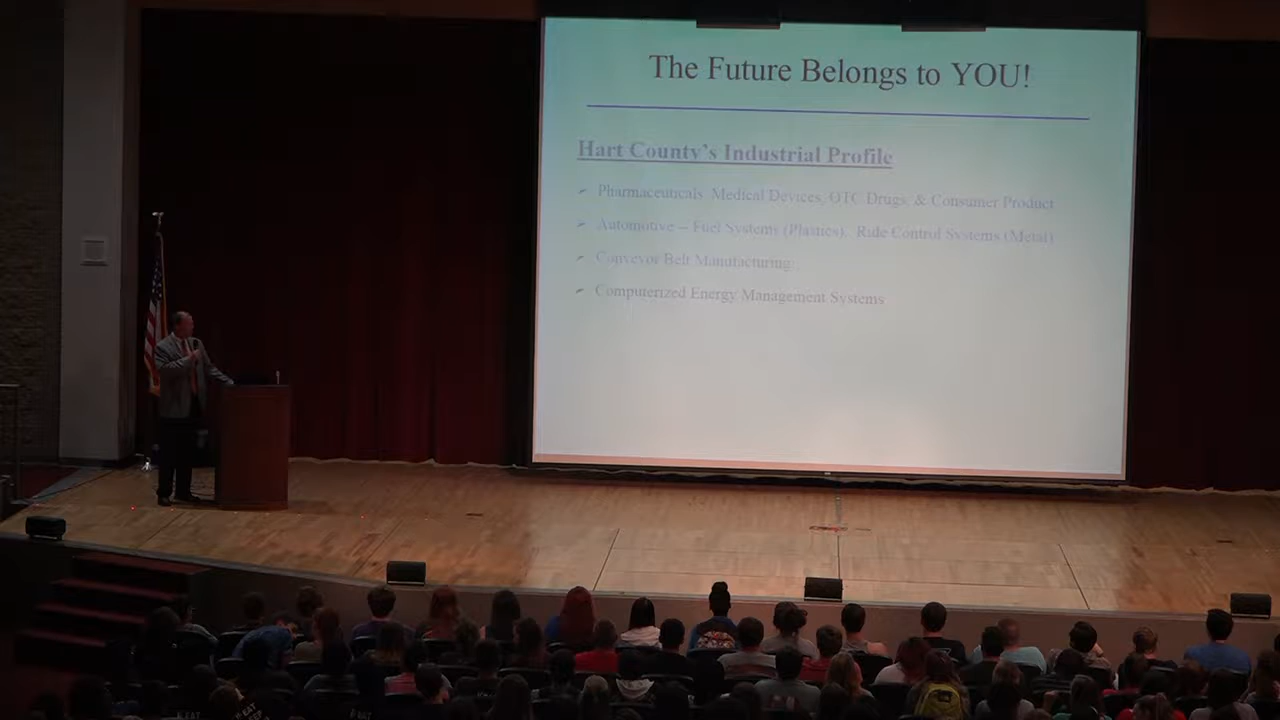 The Future Belongs to YOU!
Hart County's Industrial Profile
Pharmaceuticals, Medical Devices, OTC Drugs, & Consumer Product
Automotive – Fuel Systems (Plastics), Ride Control Systems (Metal)
Conveyor Belt Manufacturing
Computerized Energy Management Systems